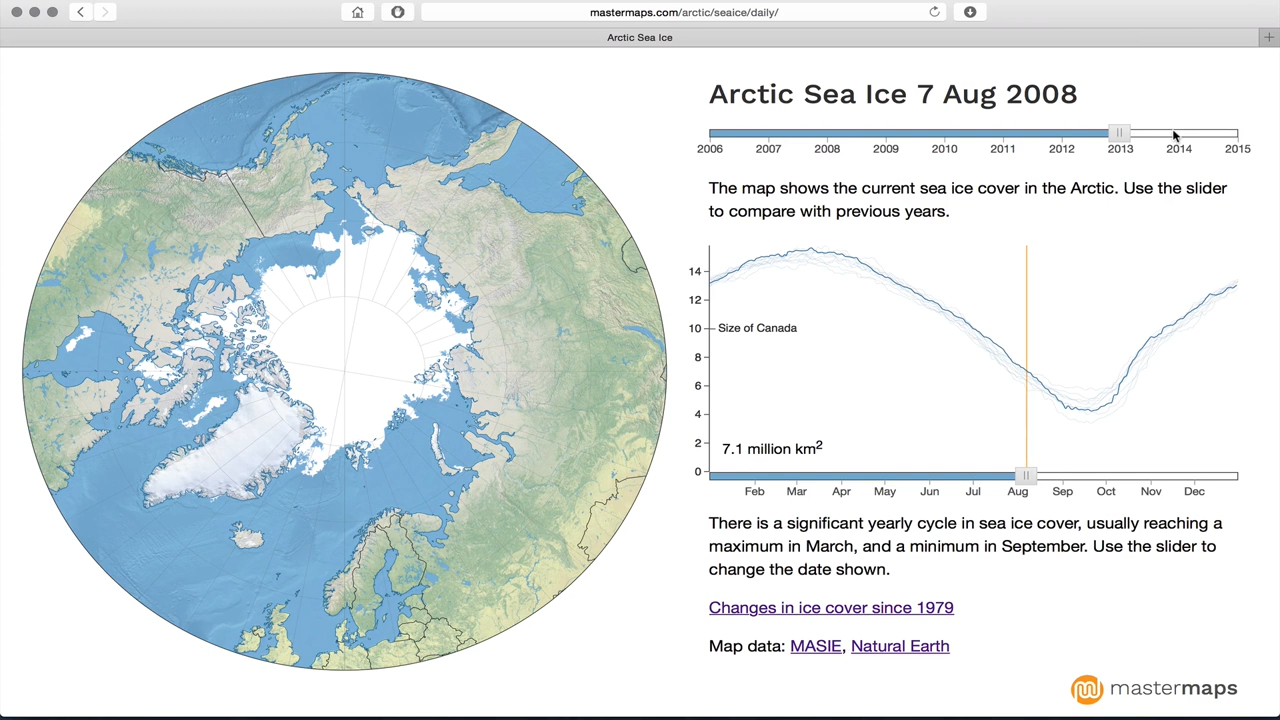 mastermaps.com/arctic/seaice/daily/
Arctic Sea Ice
Arctic Sea Ice 7 Aug 2008
2006 2007 2008 2009 2010 2011 2012 2013 2014 2015
The map shows the current sea ice cover in the Arctic. Use the slider
to compare with previous years.
14
12
10 Size of Canada
8
6
4
2
7.1 million km²
0
Feb Mar Apr May Jun Jul Aug Sep Oct Nov Dec
There is a significant yearly cycle in sea ice cover, usually reaching a
maximum in March, and a minimum in September. Use the slider to
change the date shown.
Changes in ice cover since 1979
Map data: MASIE, Natural Earth
mastermaps